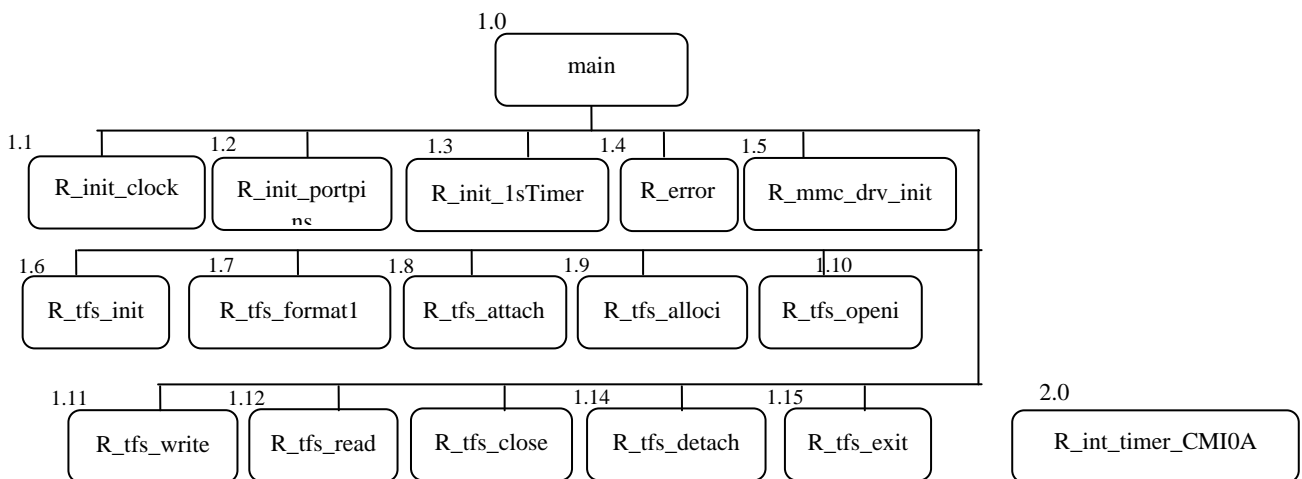 1.0
main
1.1
R_init_clock
1.2
R_init_portpi
ns
1.3
R_init_1sTimer
1.4
R_error
1.5
R_mmc_drv_init
1.6
R_tfs_init
1.7
R_tfs_format1
1.8
R_tfs_attach
1.9
R_tfs_alloci
1.10
R_tfs_openi
1.11
R_tfs_write
1.12
R_tfs_read
R_tfs_close
1.14
R_tfs_detach
1.15
R_tfs_exit
2.0
R_int_timer_CMI0A